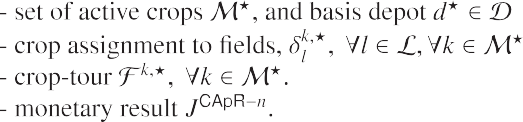 - set of active crops ℳ⋆, and basis depot d⋆ ∈ 𝒟
- crop assignment to fields, δ_l^{k,⋆}, ∀l ∈ ℒ, ∀k ∈ ℳ⋆
- crop-tour ℱ^{k,⋆}, ∀k ∈ ℳ⋆.
- monetary result J^{CApR−n}.